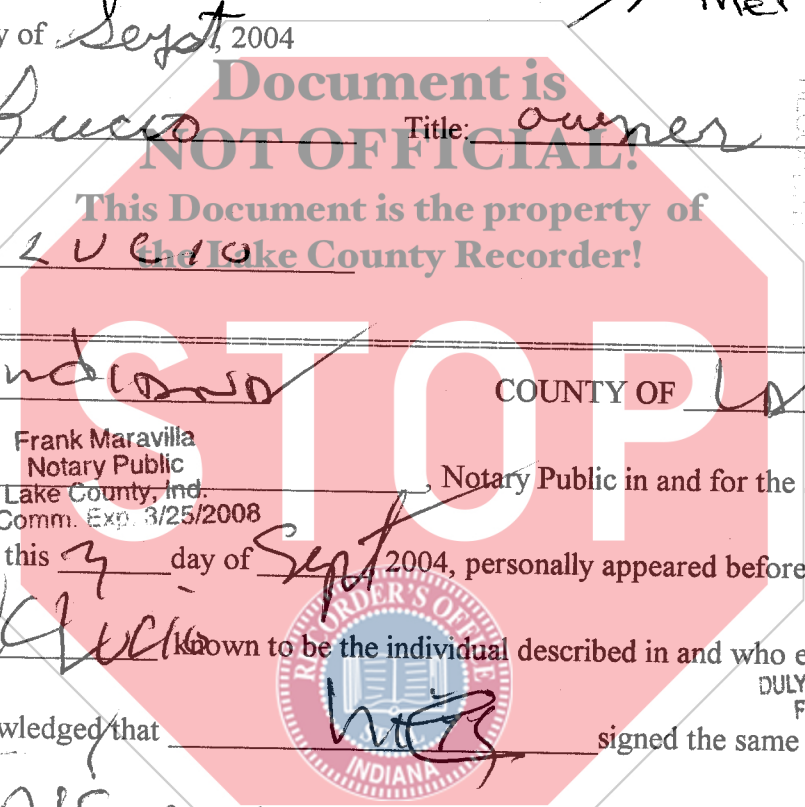 y of Sept, 2004
Document is
Title: owner
NOT OFFICIAL!
This Document is the property of
the Lake County Recorder!
STOP
COUNTY OF
Frank Maravilla
Notary Public
Lake County, Ind.
Comm. Exp. 3/25/2008
, Notary Public in and for the
this day of Sept 2004, personally appeared before
known to be the individual described in and who e
RECORDER'S OFFICE
DULY
F
wledged that signed the same
INDIANA